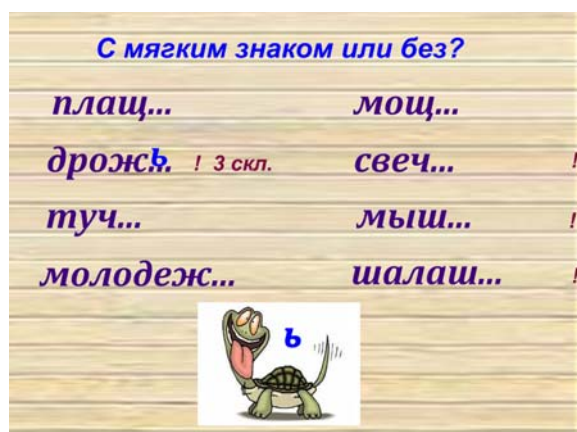 С мягким знаком или без?
плащ... мощ...
дрожь... ! 3 скл. свеч... !
туч... мыш... !
молодеж... шалаш... !
ь